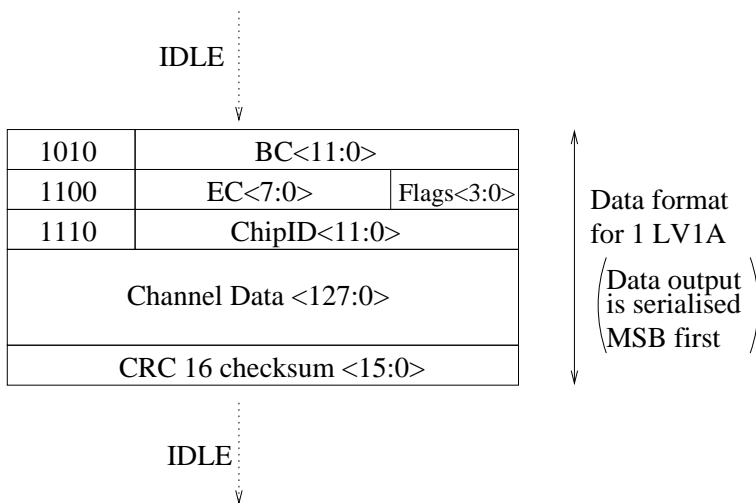 IDLE
1010 BC<11:0>
1100 EC<7:0> Flags<3:0>
1110 ChipID<11:0>
Channel Data <127:0>
CRC 16 checksum <15:0>
IDLE
Data format
for 1 LV1A
(Data output
is serialised
MSB first)